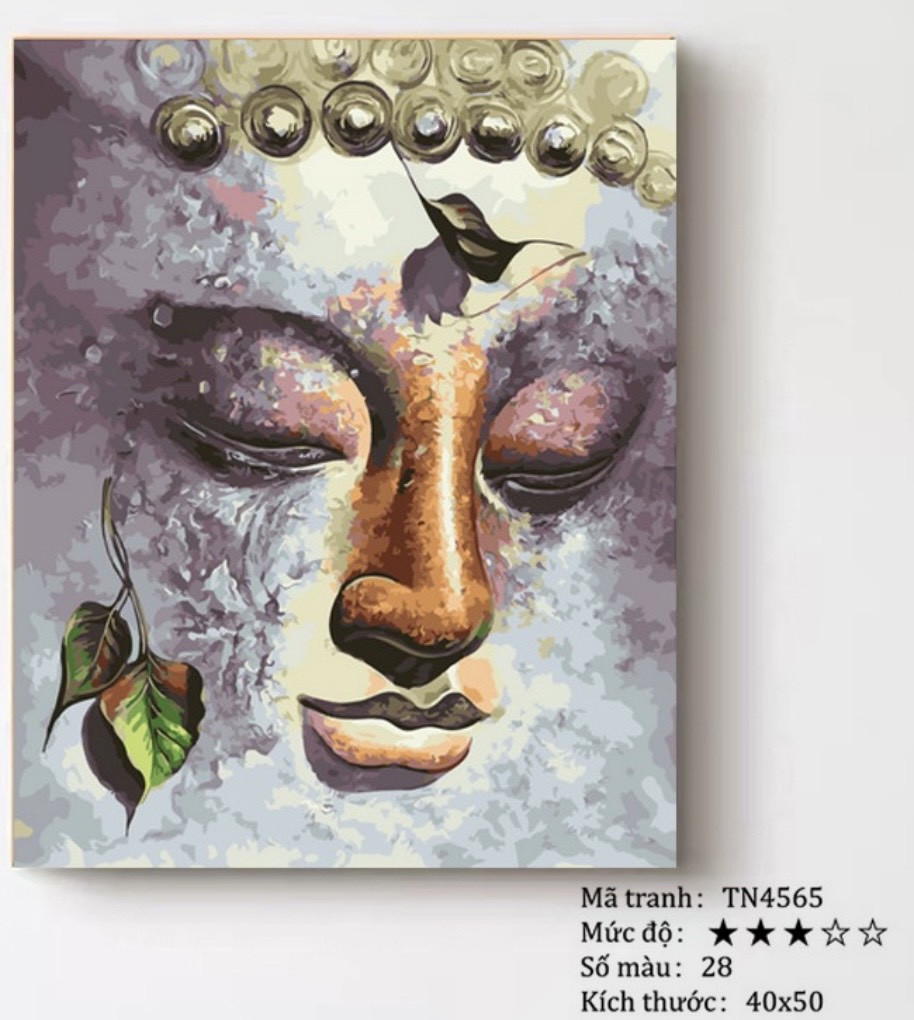 Mã tranh: TN4565
Mức độ: ★★★☆☆
Số màu: 28
Kích thước: 40x50